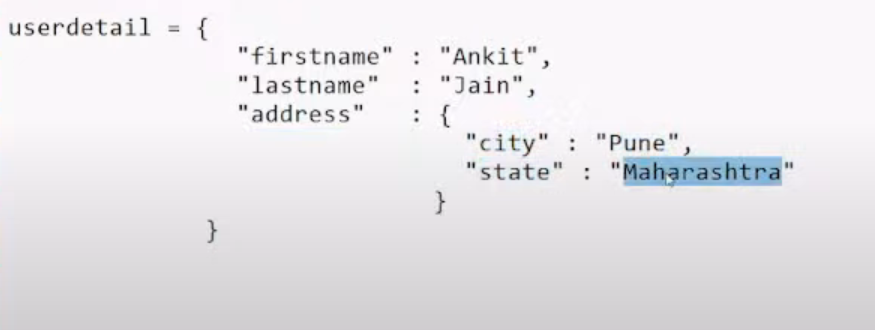 userdetail = {
"firstname" : "Ankit",
"lastname" : "Jain",
"address" : {
"city" : "Pune",
"state" : "Maharashtra"
}
}